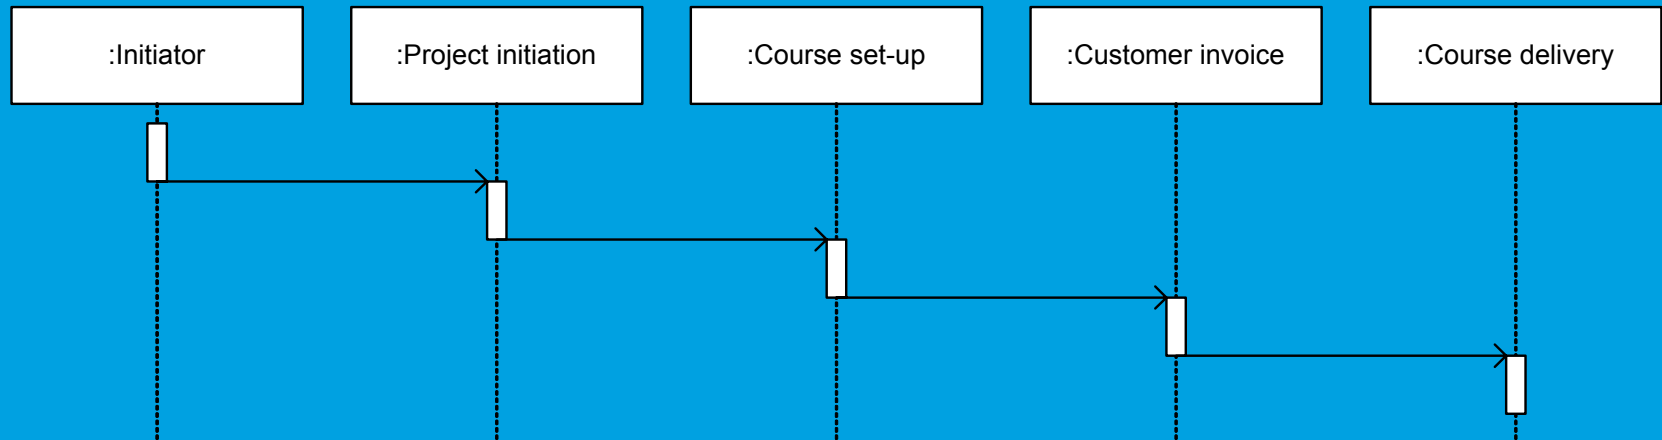 :Initiator
:Project initiation
:Course set-up
:Customer invoice
:Course delivery